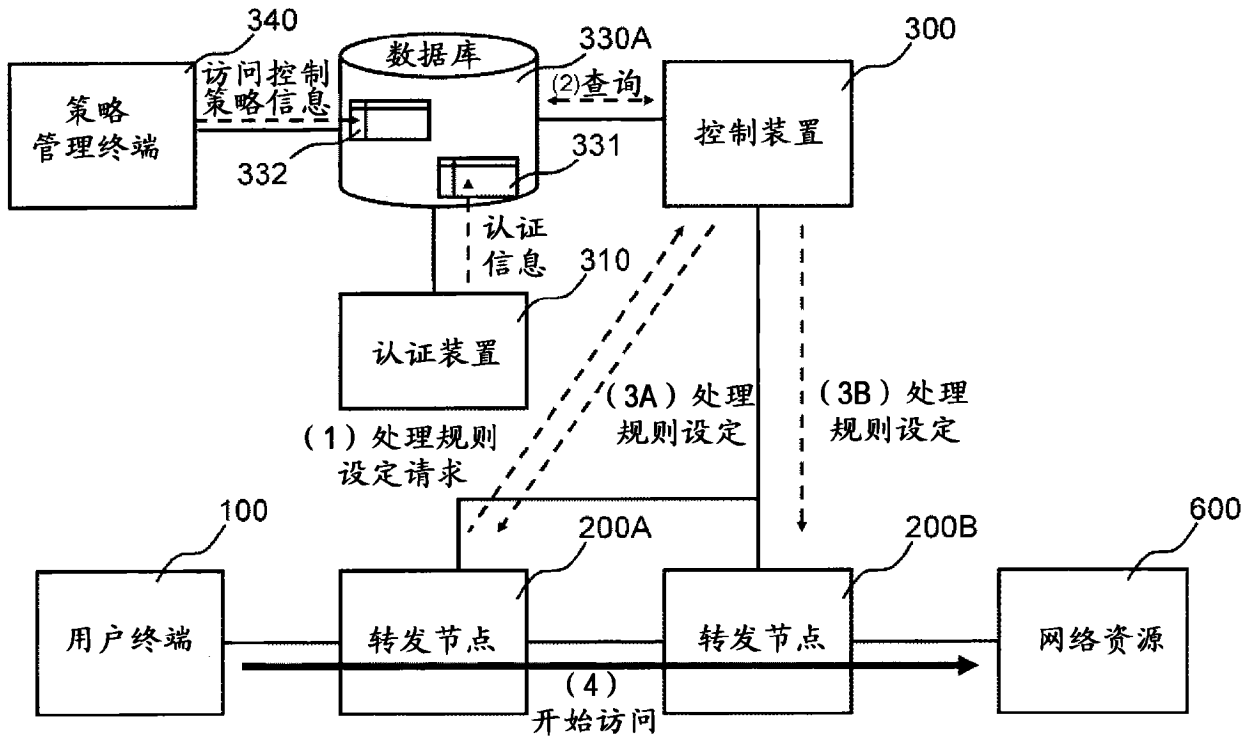 340
数据库
330A
300
访问控制
策略信息
(2)查询
策略
管理终端
控制装置
332
331
认证
信息
310
认证装置
(3A)处理
规则设定
(3B)处理
规则设定
(1)处理规则
设定请求
100
200A
200B
600
用户终端
转发节点
转发节点
网络资源
(4)
开始访问